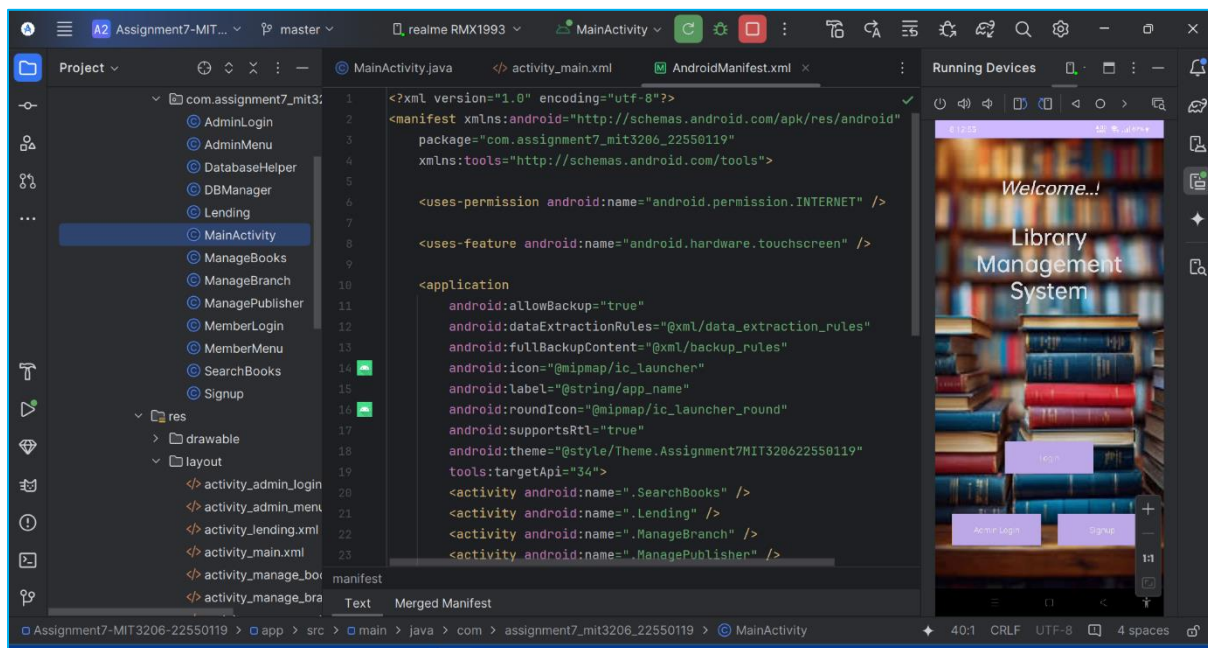 A2 Assignment7-MIT... master realme RMX1993 MainActivity
Project
com.assignment7_mit32
AdminLogin
AdminMenu
DatabaseHelper
DBManager
Lending
MainActivity
ManageBooks
ManageBranch
ManagePublisher
MemberLogin
MemberMenu
SearchBooks
Signup
res
drawable
layout
activity_admin_login
activity_admin_menu
activity_lending.xml
activity_main.xml
activity_manage_boo
activity_manage_bra
MainActivity.java activity_main.xml AndroidManifest.xml
1 <?xml version="1.0" encoding="utf-8"?>
2 <manifest xmlns:android="http://schemas.android.com/apk/res/android"
3 package="com.assignment7_mit3206_22550119"
4 xmlns:tools="http://schemas.android.com/tools">
5
6 <uses-permission android:name="android.permission.INTERNET" />
7
8 <uses-feature android:name="android.hardware.touchscreen" />
9
10 <application
11 android:allowBackup="true"
12 android:dataExtractionRules="@xml/data_extraction_rules"
13 android:fullBackupContent="@xml/backup_rules"
14 android:icon="@mipmap/ic_launcher"
15 android:label="@string/app_name"
16 android:roundIcon="@mipmap/ic_launcher_round"
17 android:supportsRtl="true"
18 android:theme="@style/Theme.Assignment7MIT320622550119"
19 tools:targetApi="34">
20 <activity android:name=".SearchBooks" />
21 <activity android:name=".Lending" />
22 <activity android:name=".ManageBranch" />
23 <activity android:name=".ManagePublisher" />
manifest
Text Merged Manifest
Running Devices
Welcome..!
Library
Management
System
login
Admin Login Signup
1:1
Assignment7-MIT3206-22550119 > app > src > main > java > com > assignment7_mit3206_22550119 > MainActivity
40:1 CRLF UTF-8 4 spaces